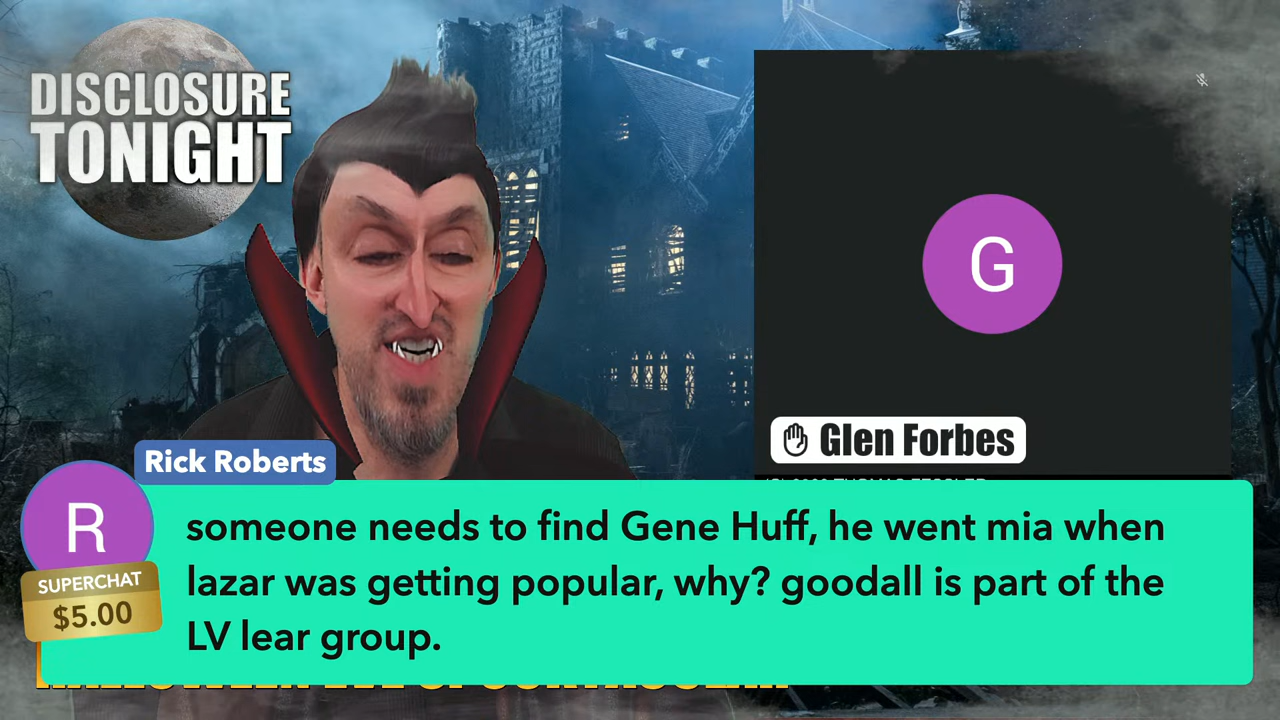 DISCLOSURE
TONIGHT
G
Glen Forbes
Rick Roberts
R
SUPERCHAT
$5.00
someone needs to find Gene Huff, he went mia when
lazar was getting popular, why? goodall is part of the
LV lear group.